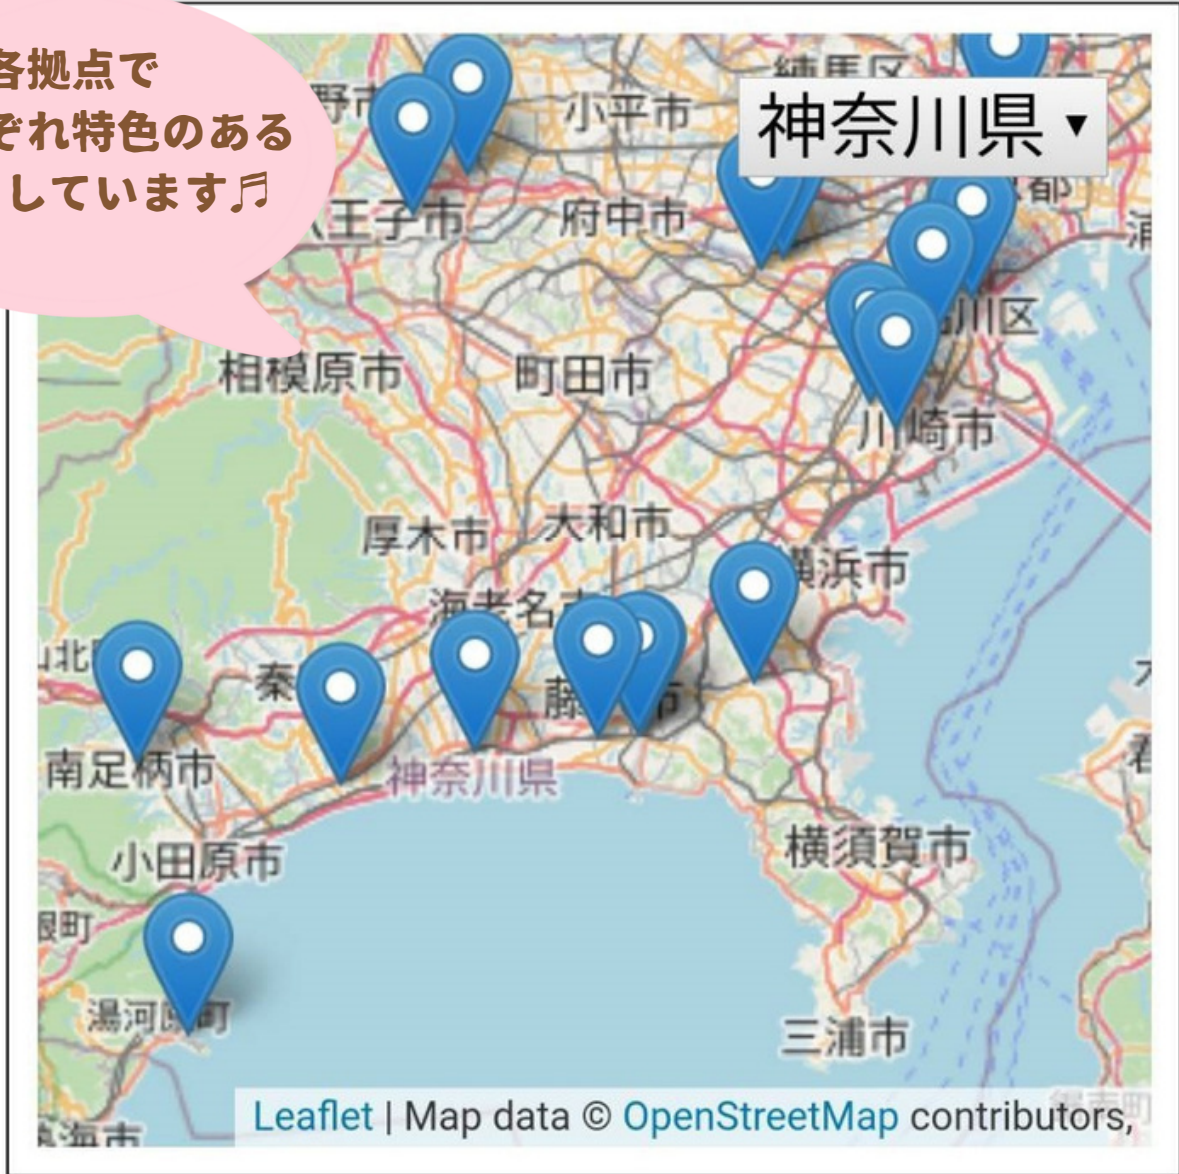 各拠点で
ぞれ特色のある
しています♬
神奈川県▼
練馬区
野市
小平市
王子市
府中市
都
川区
相模原市
町田市
川崎市
厚木市
大和市
横浜市
海老名市
山北
秦
藤 市
南足柄市
神奈川県
小田原市
横須賀市
根町
湯河原町
三浦市
熱海市
Leaflet | Map data © OpenStreetMap contributors,